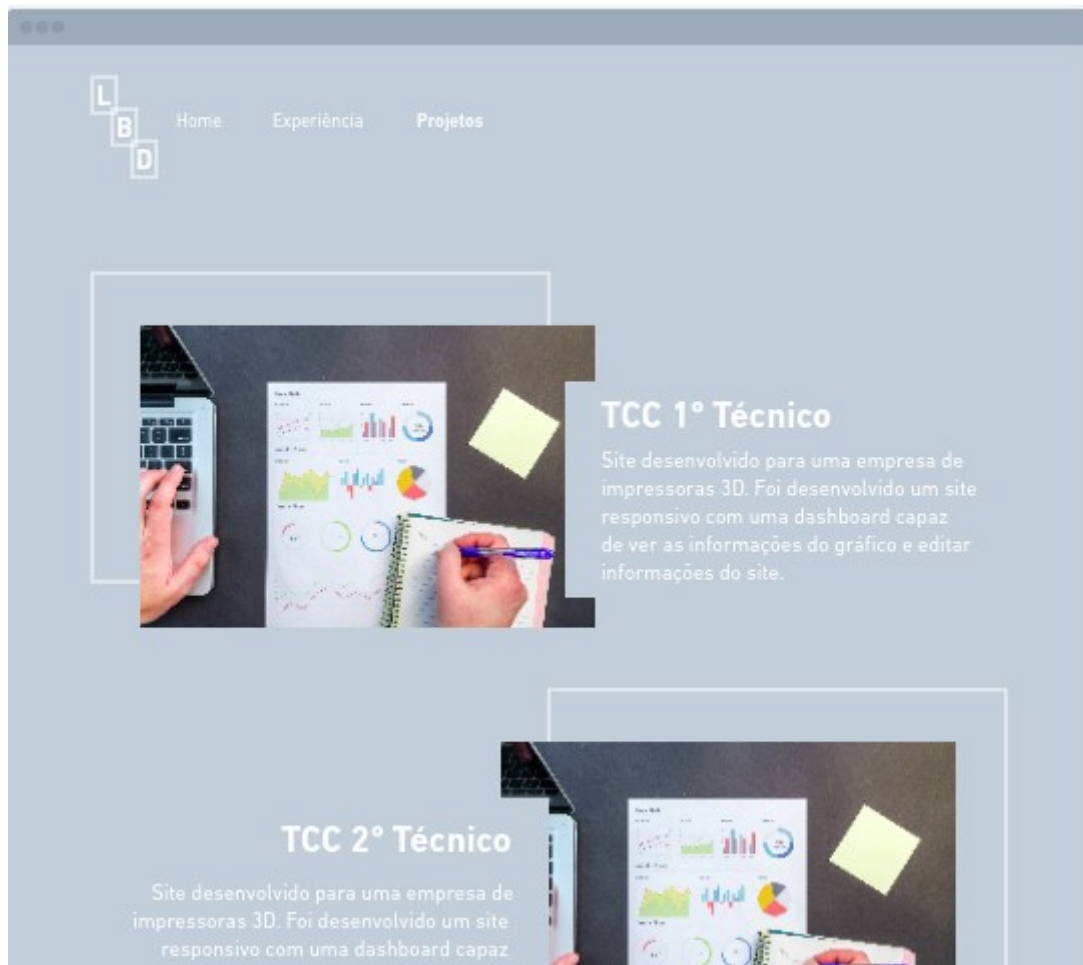 L
B
D
Home Experiência Projetos
TCC 1° Técnico
Site desenvolvido para uma empresa de
impressoras 3D. Foi desenvolvido um site
responsivo com uma dashboard capaz
de ver as informações do gráfico e editar
informações do site.
TCC 2° Técnico
Site desenvolvido para uma empresa de
impressoras 3D. Foi desenvolvido um site
responsivo com uma dashboard capaz